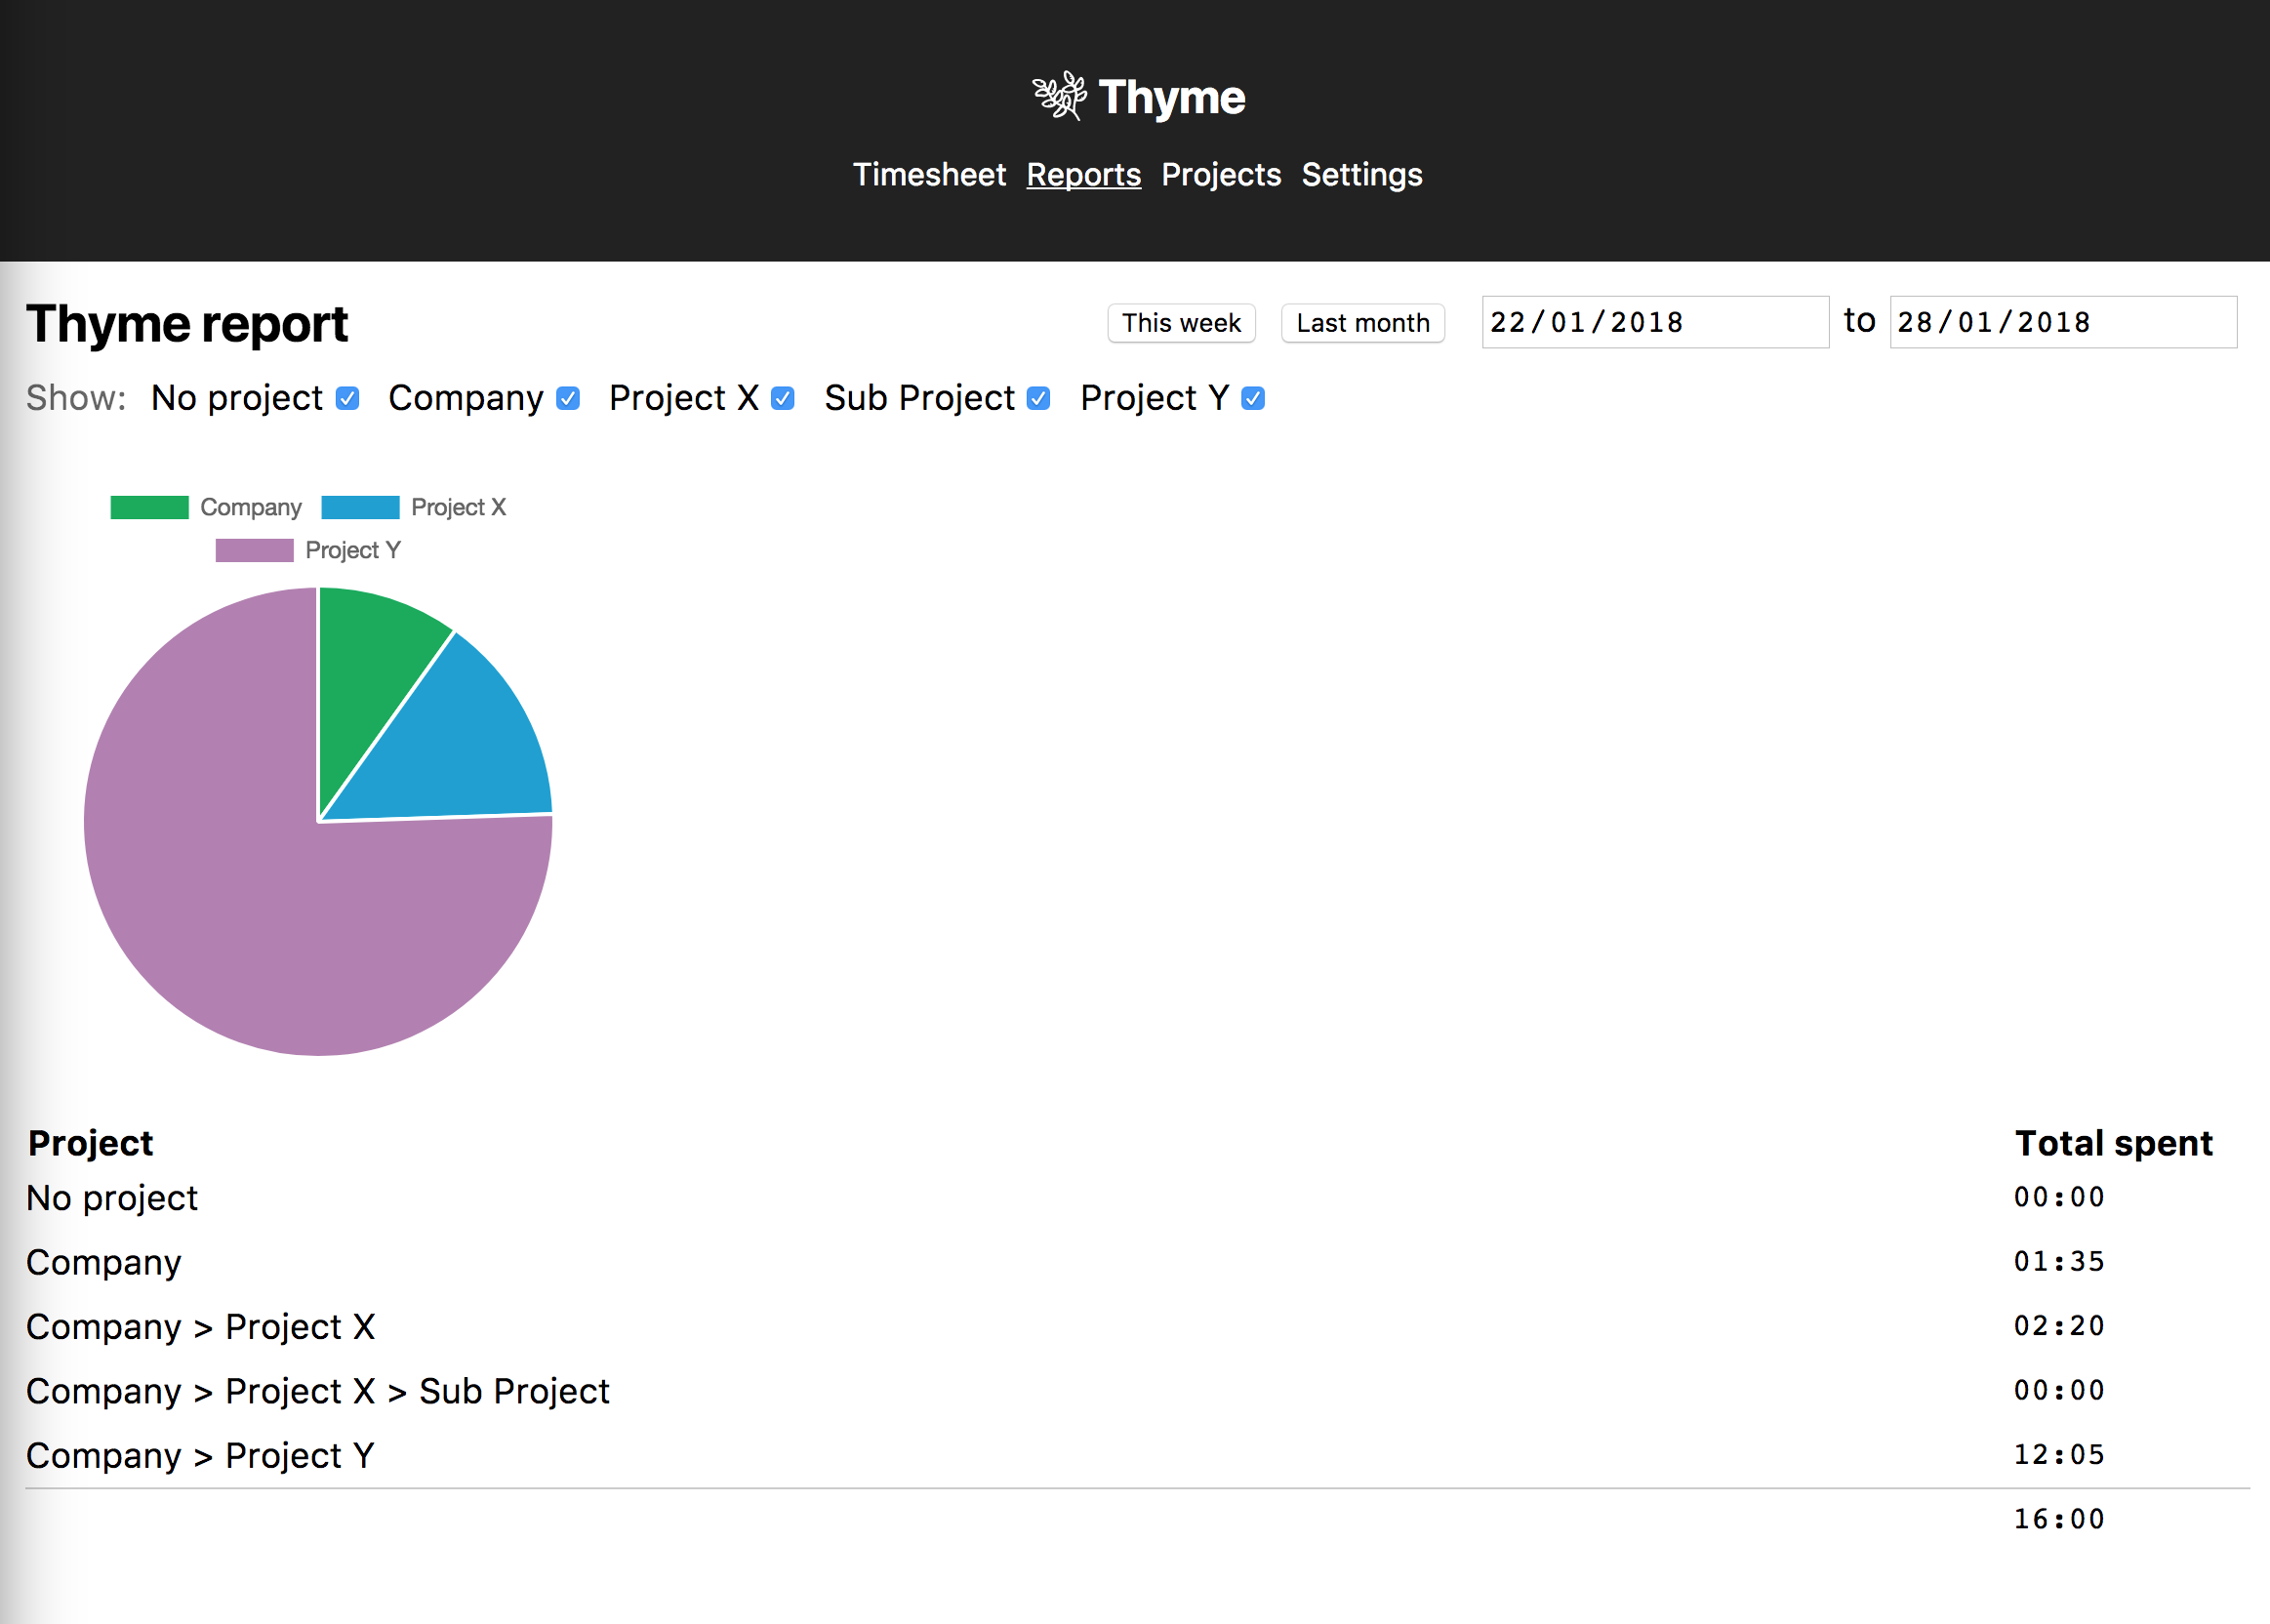 Thyme
Timesheet Reports Projects Settings
Thyme report This week Last month 22/01/2018 to 28/01/2018
Show: No project Company Project X Sub Project Project Y
Company Project X
Project Y
Project Total spent
No project 00:00
Company 01:35
Company > Project X 02:20
Company > Project X > Sub Project 00:00
Company > Project Y 12:05
16:00